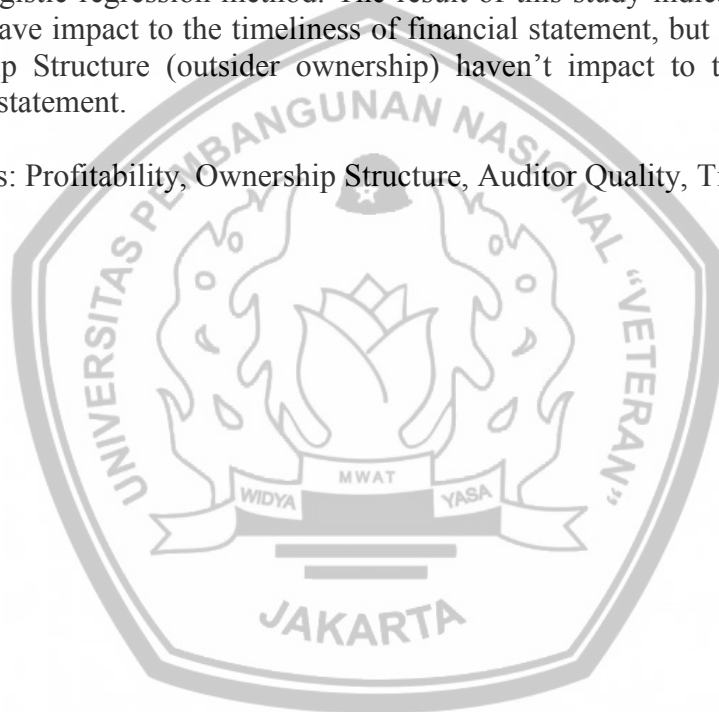 gistic regression method. The result of this study indic
ave impact to the timeliness of financial statement, but
p Structure (outsider ownership) haven't impact to t
statement.
s: Profitability, Ownership Structure, Auditor Quality, Ti
UNIVERSITAS PEMBANGUNAN NASIONAL “VETERAN”
MWAT
WIDYA YASA
JAKARTA